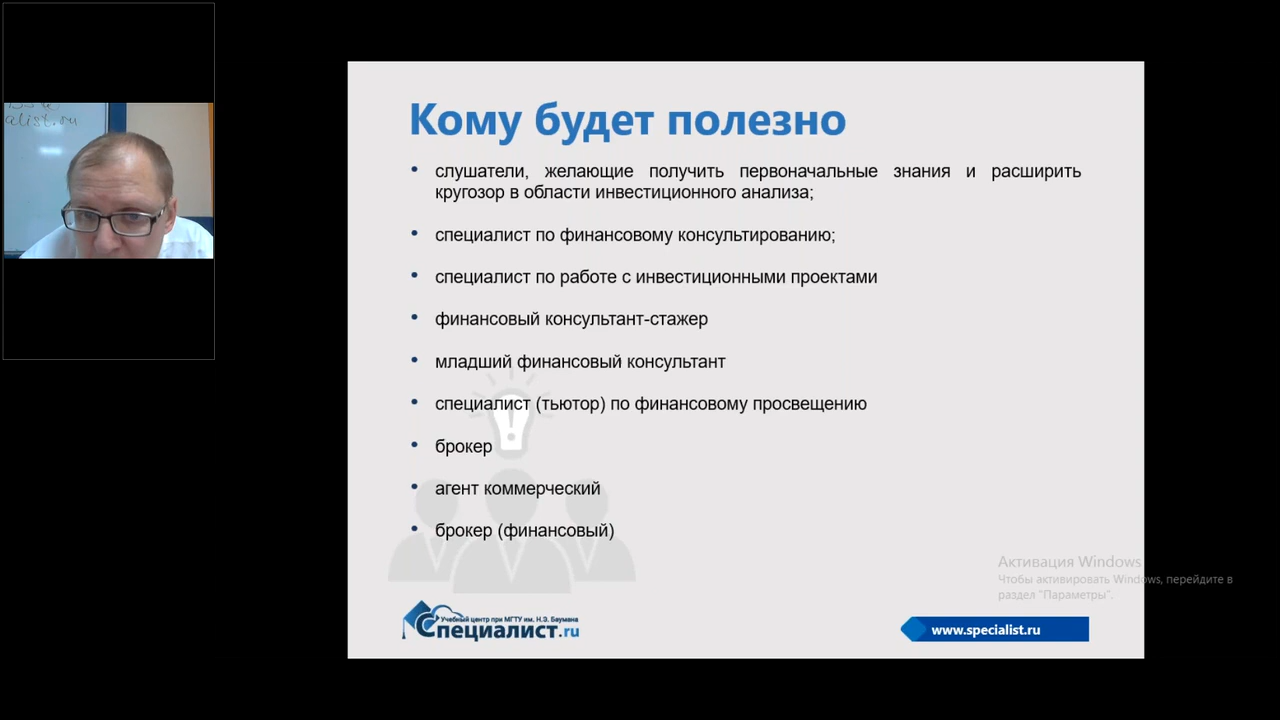 alist.ru
Кому будет полезно
слушатели, желающие получить первоначальные знания и расширить
кругозор в области инвестиционного анализа;
специалист по финансовому консультированию;
специалист по работе с инвестиционными проектами
финансовый консультант-стажер
младший финансовый консультант
специалист (тьютор) по финансовому просвещению
брокер
агент коммерческий
брокер (финансовый)
Активация Windows
Чтобы активировать Windows, перейдите в
раздел "Параметры".
Учебный центр при МГТУ им. Н.Э. Баумана
Специалист.ru
www.specialist.ru